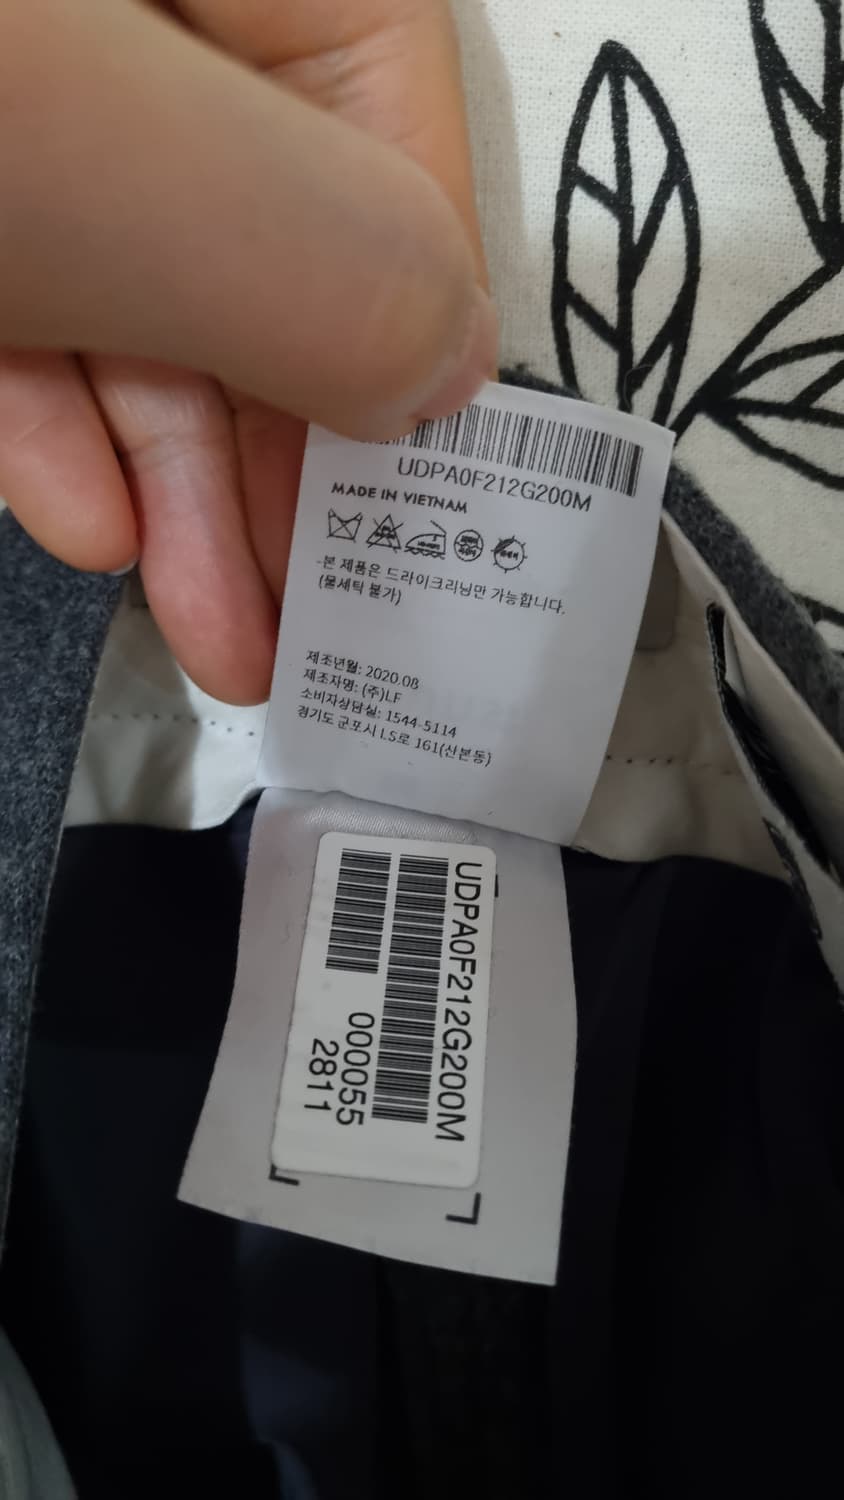 UDPA0F212G200M
MADE IN VIETNAM
-본 제품은 드라이크리닝만 가능합니다.
(물세탁 불가)
제조년월: 2020.08
제조자명: (주)LF
소비자상담실: 1544-5114
경기도 군포시 LS로 161(산본동)
UDPA0F212G200M
000055
2811